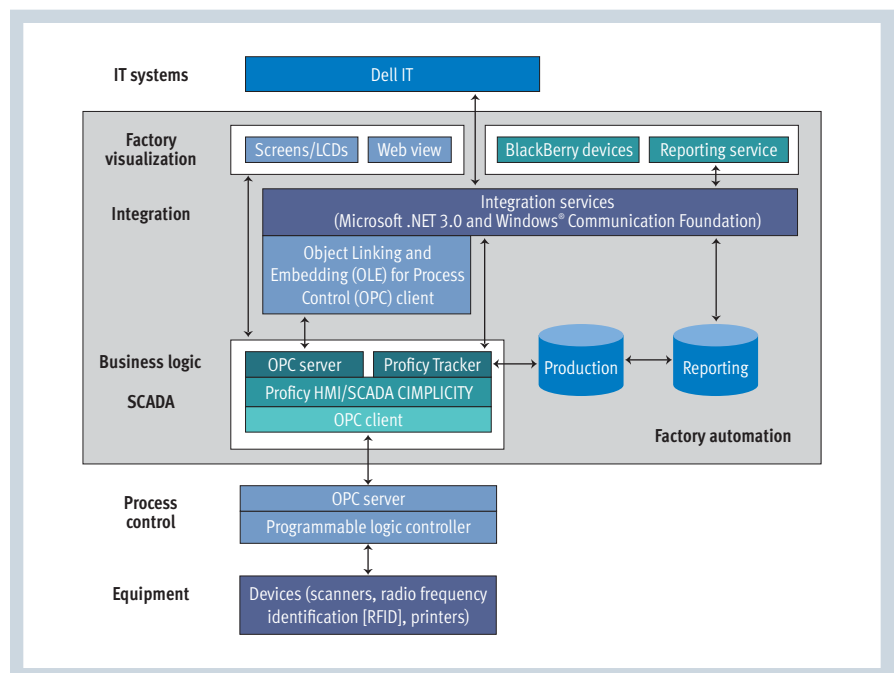 IT systems
Dell IT
Factory
visualization
Screens/LCDs
Web view
BlackBerry devices
Reporting service
Integration
Integration services
(Microsoft .NET 3.0 and Windows® Communication Foundation)
Object Linking and
Embedding (OLE) for Process
Control (OPC) client
Business logic
OPC server
Proficy Tracker
Production
Reporting
SCADA
Proficy HMI/SCADA CIMPLICITY
OPC client
Factory automation
Process
control
OPC server
Programmable logic controller
Equipment
Devices (scanners, radio frequency
identification [RFID], printers)